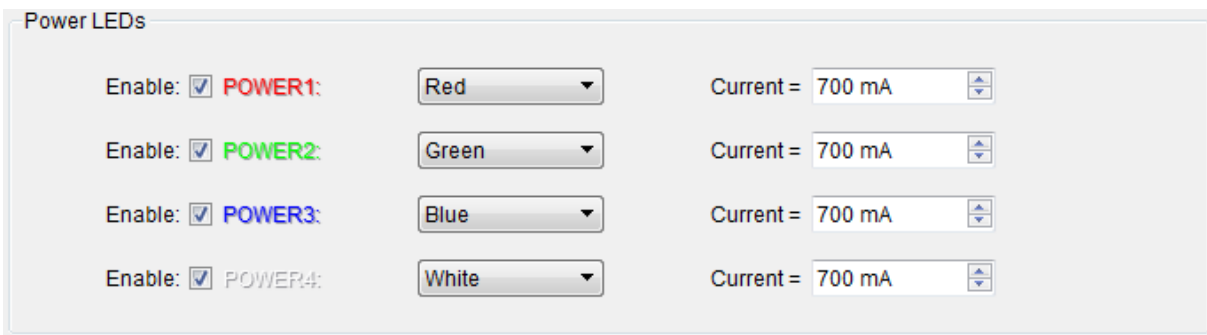 Power LEDs
Enable: POWER1: Red Current = 700 mA
Enable: POWER2: Green Current = 700 mA
Enable: POWER3: Blue Current = 700 mA
Enable: POWER4: White Current = 700 mA